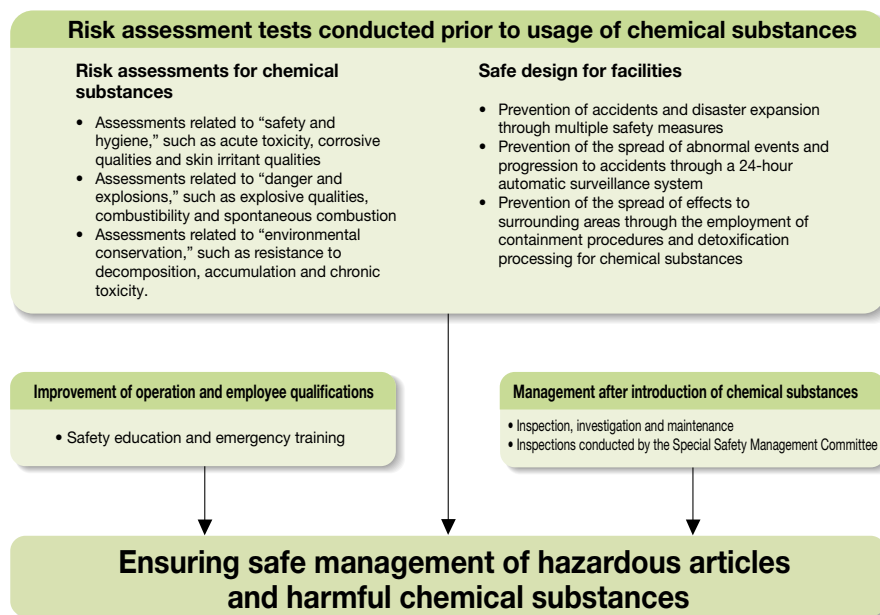 Risk assessment tests conducted prior to usage of chemical substances
Risk assessments for chemical
substances
• Assessments related to “safety and
hygiene,” such as acute toxicity, corrosive
qualities and skin irritant qualities
• Assessments related to “danger and
explosions,” such as explosive qualities,
combustibility and spontaneous combustion
• Assessments related to “environmental
conservation,” such as resistance to
decomposition, accumulation and chronic
toxicity.
Safe design for facilities
• Prevention of accidents and disaster expansion
through multiple safety measures
• Prevention of the spread of abnormal events and
progression to accidents through a 24-hour
automatic surveillance system
• Prevention of the spread of effects to
surrounding areas through the employment of
containment procedures and detoxification
processing for chemical substances
Improvement of operation and employee qualifications
• Safety education and emergency training
Management after introduction of chemical substances
• Inspection, investigation and maintenance
• Inspections conducted by the Special Safety Management Committee
Ensuring safe management of hazardous articles
and harmful chemical substances